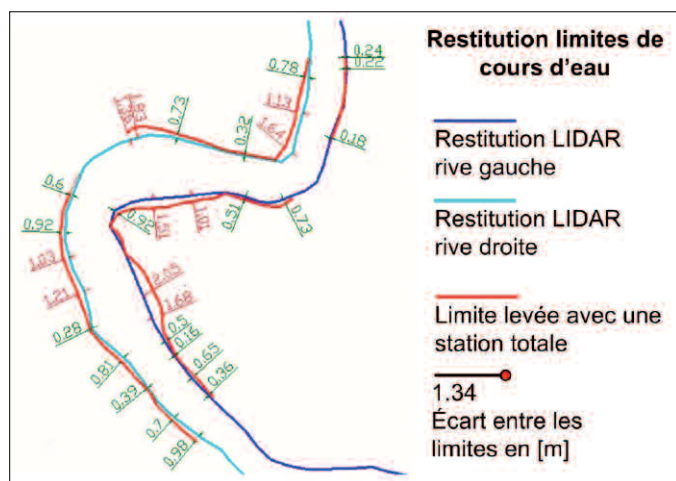 Restitution limites de
cours d'eau
Restitution LIDAR
rive gauche
Restitution LIDAR
rive droite
Limite levée avec une
station totale
1.34
Écart entre les
limites en [m]
0.24
0.22
0.78
1.13
1.64
0.18
0.73
0.32
0.6
0.92
1.03
1.21
0.28
0.81
0.39
0.7
0.98
0.92
1.51
1.01
0.51
0.73
2.05
1.68
0.5
0.16
0.65
0.36